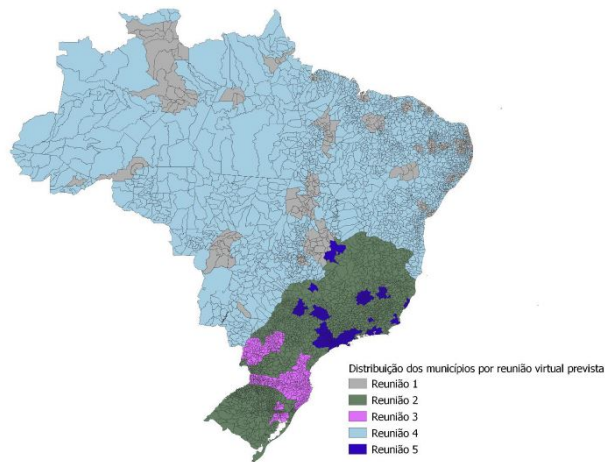 Distribuição dos municípios por reunião virtual prevista
Reunião 1
Reunião 2
Reunião 3
Reunião 4
Reunião 5